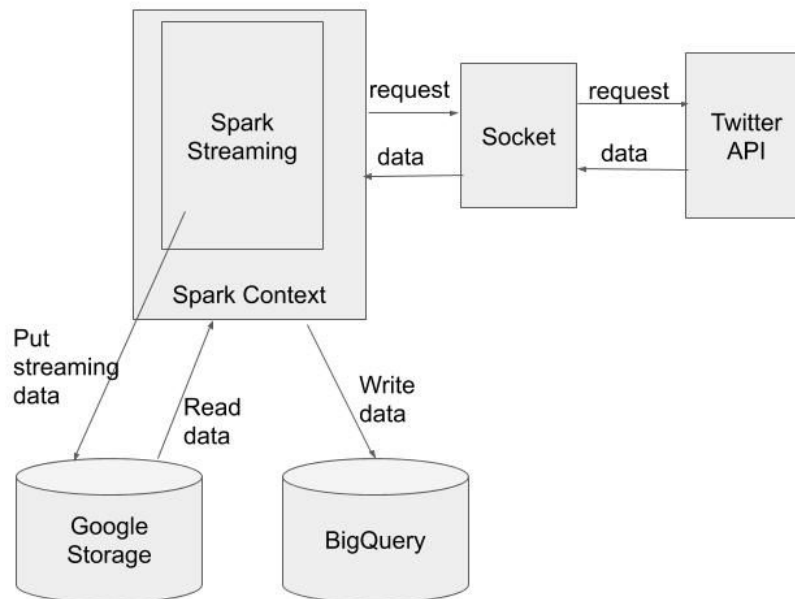 Spark
Streaming
Spark Context
request
data
Socket
request
data
Twitter
API
Put
streaming
data
Read
data
Write
data
Google
Storage
BigQuery